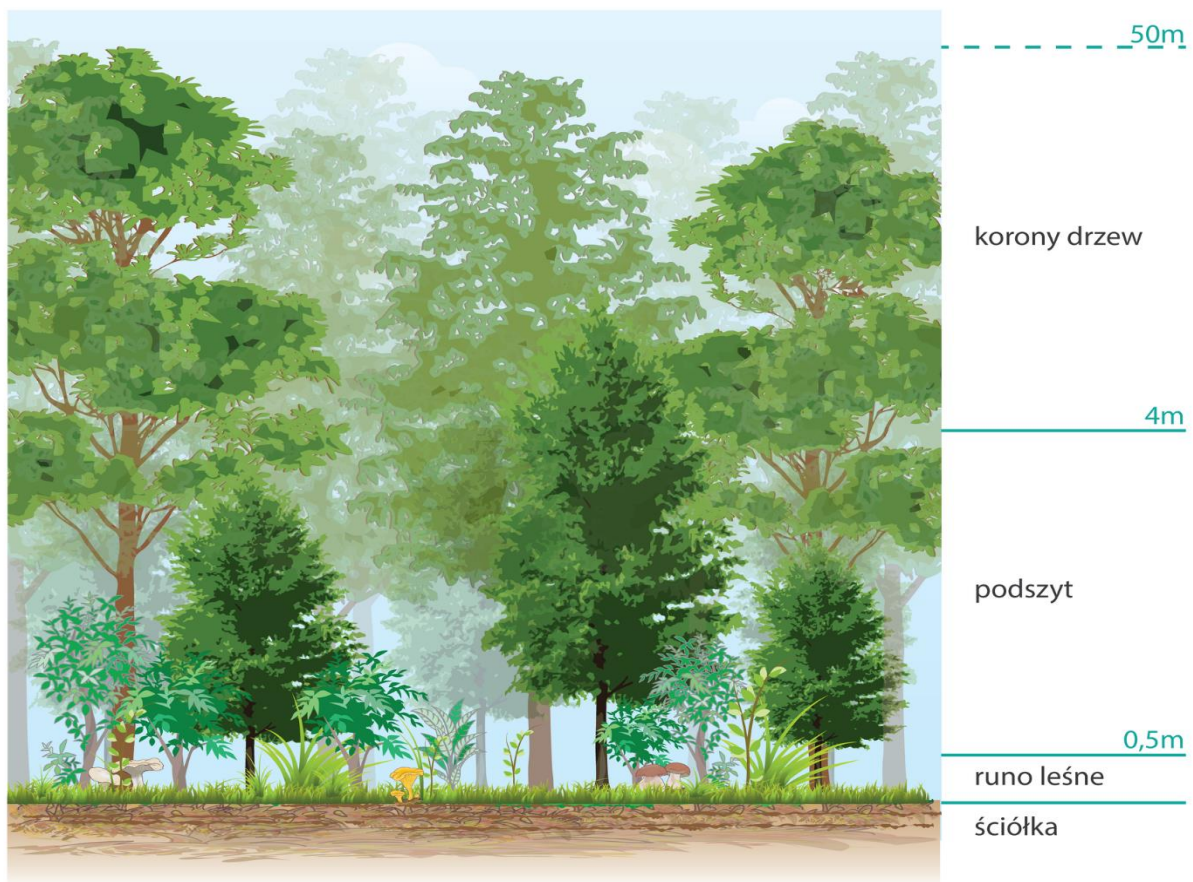 50m
korony drzew
4m
podszyt
0,5m
runo leśne
ściółka